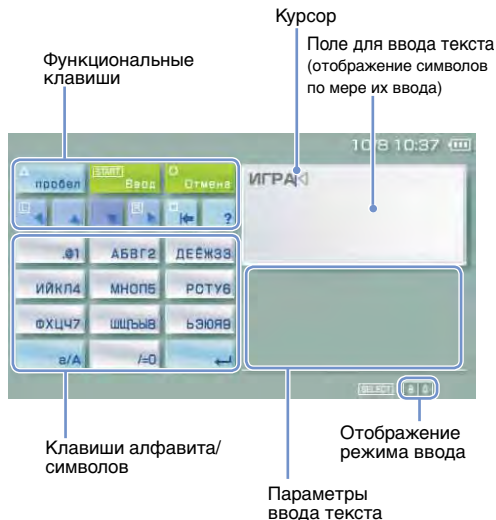 Курсор
Поле для ввода текста
(отображение символов
по мере их ввода)
Функциональные
клавиши
10/8 10:37
пробел
START
Ввод
Отмена
L
R
?
ИГРА
.@1
АБВГ2
ДЕЁЖЗ3
ИЙКЛ4
МНОП5
РСТУ6
ФХЦЧ7
ШЩЪЫ8
ЬЭЮЯ9
а/А
/=0
SELECT
Клавиши алфавита/
символов
Отображение
режима ввода
Параметры
ввода текста